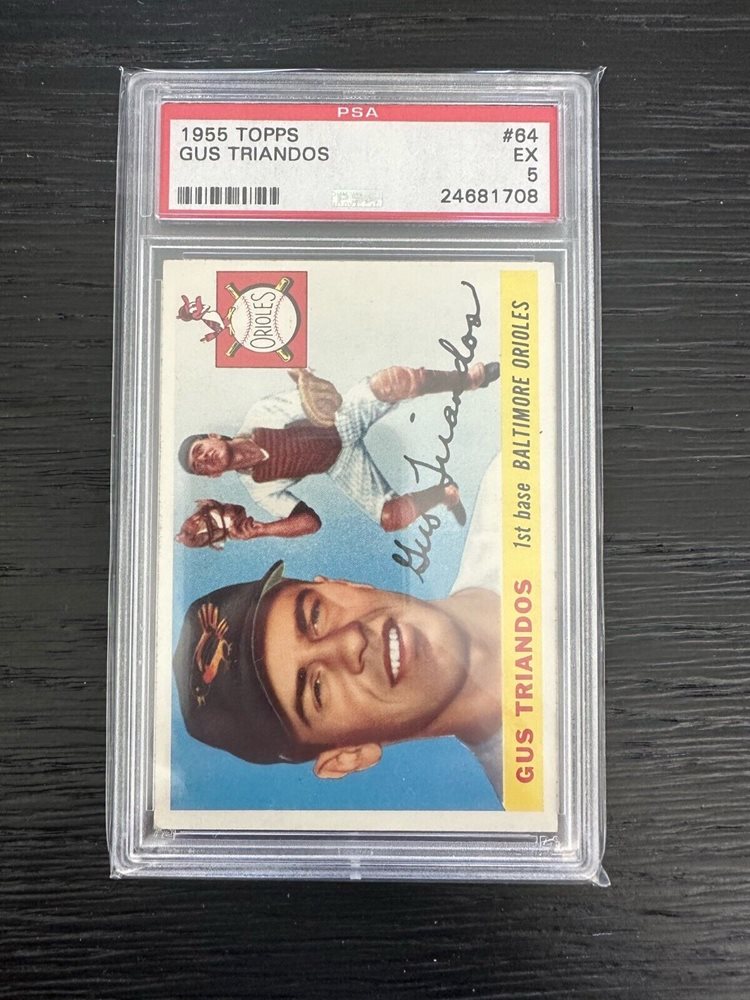 PSA
1955 TOPPS #64
GUS TRIANDOS EX
5
24681708
ORIOLES
Gus Triandos
GUS TRIANDOS 1st base BALTIMORE ORIOLES